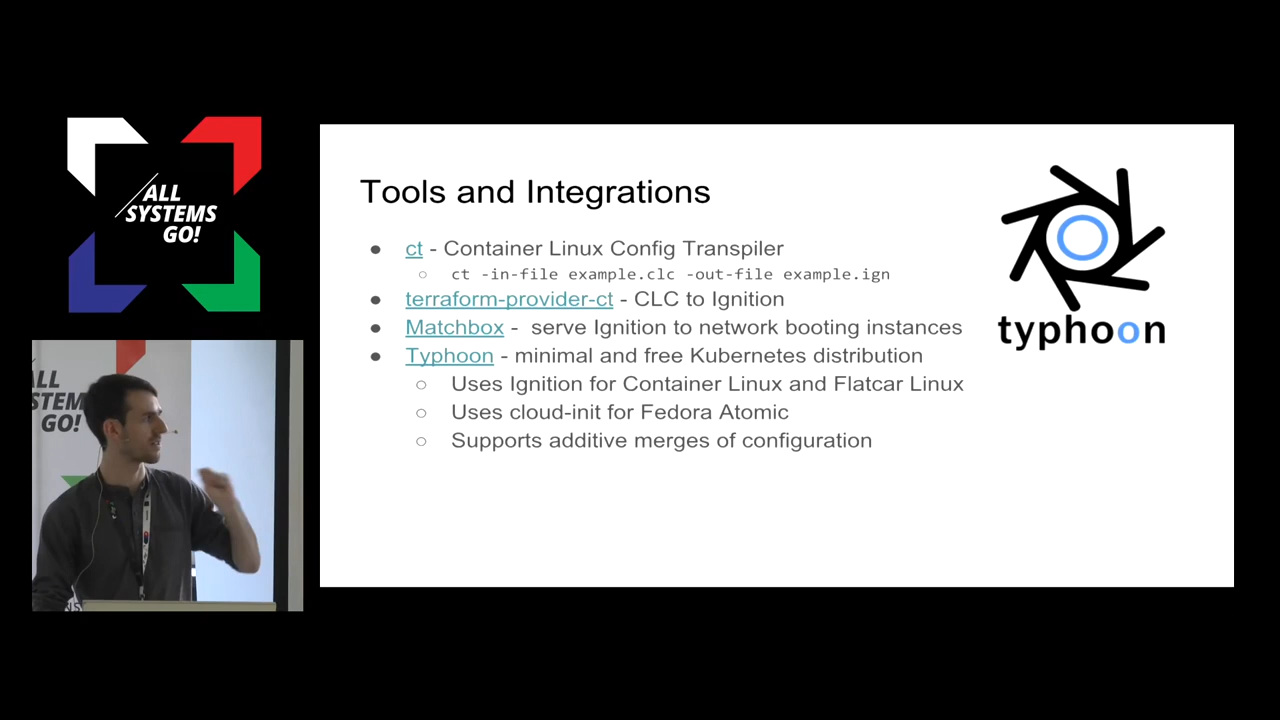 ALL
SYSTEMS
GO!
ALL
STEM
GO!
Tools and Integrations
● ct - Container Linux Config Transpiler
○ ct -in-file example.clc -out-file example.ign
● terraform-provider-ct - CLC to Ignition
● Matchbox - serve Ignition to network booting instances
● Typhoon - minimal and free Kubernetes distribution
○ Uses Ignition for Container Linux and Flatcar Linux
○ Uses cloud-init for Fedora Atomic
○ Supports additive merges of configuration
typhoon